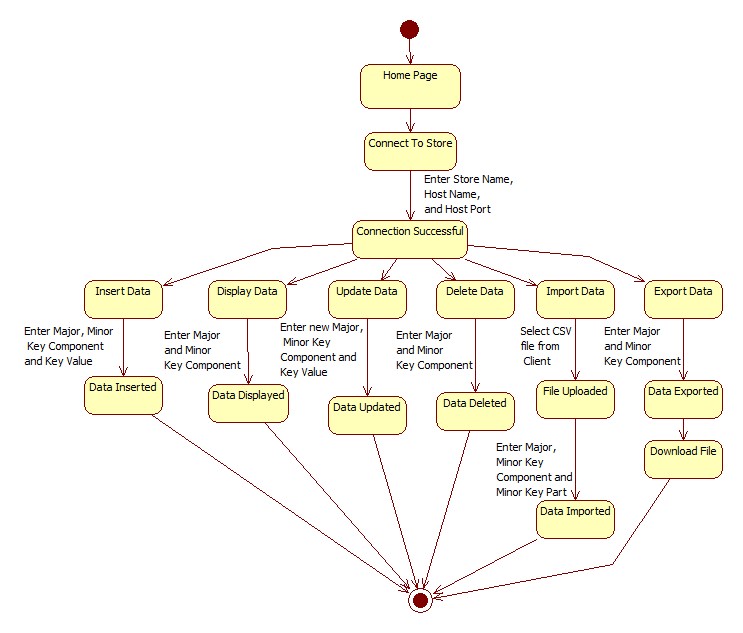 Home Page
Connect To Store
Enter Store Name,
Host Name,
and Host Port
Connection Successful
Insert Data
Display Data
Update Data
Delete Data
Import Data
Export Data
Enter Major, Minor
Key Component
and Key Value
Enter Major
and Minor
Key Component
Enter new Major,
Minor Key
Component and
Key Value
Enter Major
and Minor
Key Component
Select CSV
file from
Client
Enter Major
and Minor
Key Component
Data Inserted
Data Displayed
Data Updated
Data Deleted
File Uploaded
Data Exported
Enter Major,
Minor Key
Component and
Minor Key Part
Download File
Data Imported